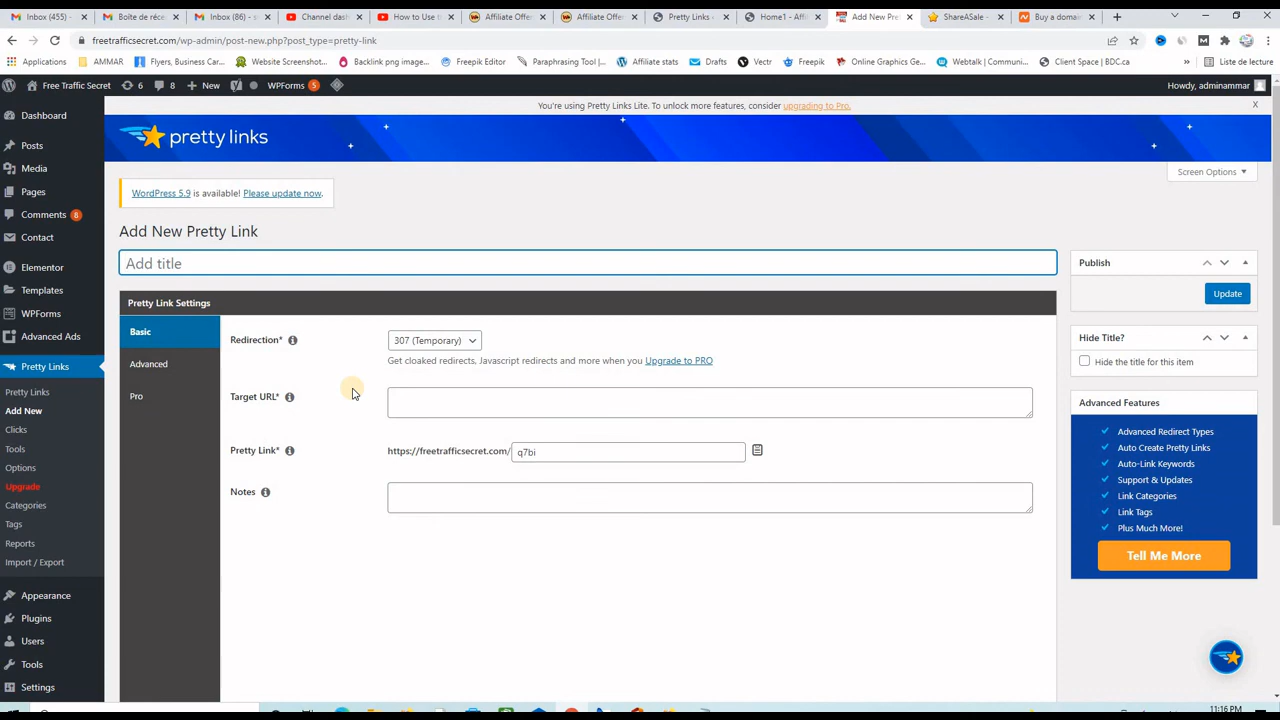 Inbox (455) -
Boîte de réce
Inbox (86) - s
Channel dash
How to Use t
Affiliate Offer
Affiliate Offer
Pretty Links ‹
Home1 - Affi
Add New Pre
ShareASale -
Buy a domai
freetrafficsecret.com/wp-admin/post-new.php?post_type=pretty-link
Applications
AMMAR
Flyers, Business Car...
Website Screenshot...
Backlink png image...
Freepik Editor
Paraphrasing Tool |...
Affiliate stats
Drafts
Vectr
Freepik
Online Graphics Ge...
Webtalk | Communi...
Client Space | BDC.ca
»
Liste de lecture
Free Traffic Secret
6
8
+ New
WPForms 5
Howdy, adminammar
You're using Pretty Links Lite. To unlock more features, consider upgrading to Pro.
X
pretty links
Screen Options
WordPress 5.9 is available! Please update now.
Add New Pretty Link
Add title
Pretty Link Settings
Basic
Advanced
Pro
Redirection*
307 (Temporary)
Get cloaked redirects, Javascript redirects and more when you Upgrade to PRO
Target URL*
Pretty Link*
https://freetrafficsecret.com/
q7bi
Notes
Publish
Update
Hide Title?
Hide the title for this item
Advanced Features
Advanced Redirect Types
Auto Create Pretty Links
Auto-Link Keywords
Support & Updates
Link Categories
Link Tags
Plus Much More!
Tell Me More
Dashboard
Posts
Media
Pages
Comments 8
Contact
Elementor
Templates
WPForms
Advanced Ads
Pretty Links
Pretty Links
Add New
Clicks
Tools
Options
Upgrade
Categories
Tags
Reports
Import / Export
Appearance
Plugins
Users
Tools
Settings
11:16 PM